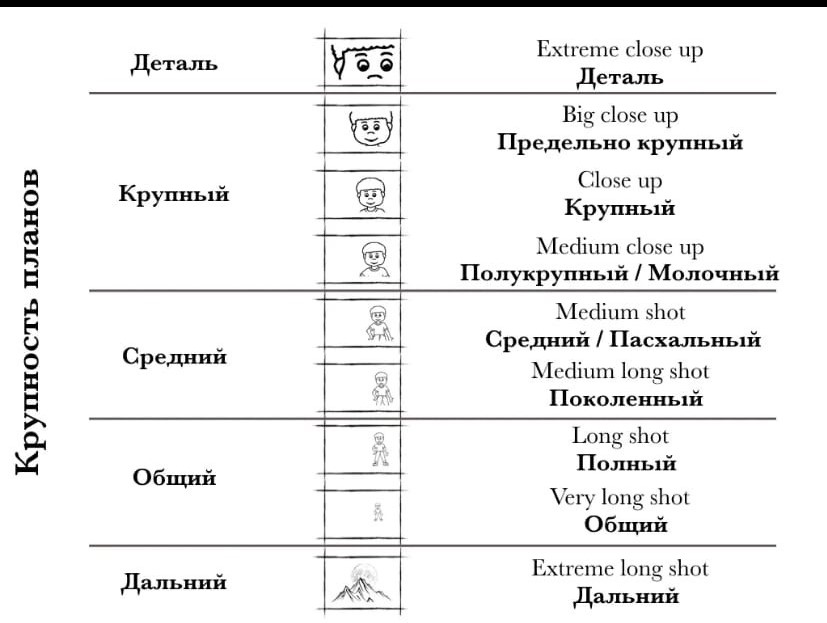 Крупность планов
Деталь
Extreme close up
Деталь
Крупный
Big close up
Предельно крупный
Close up
Крупный
Medium close up
Полукрупный / Молочный
Средний
Medium shot
Средний / Пасхальный
Medium long shot
Поколенный
Общий
Long shot
Полный
Very long shot
Общий
Дальний
Extreme long shot
Дальний